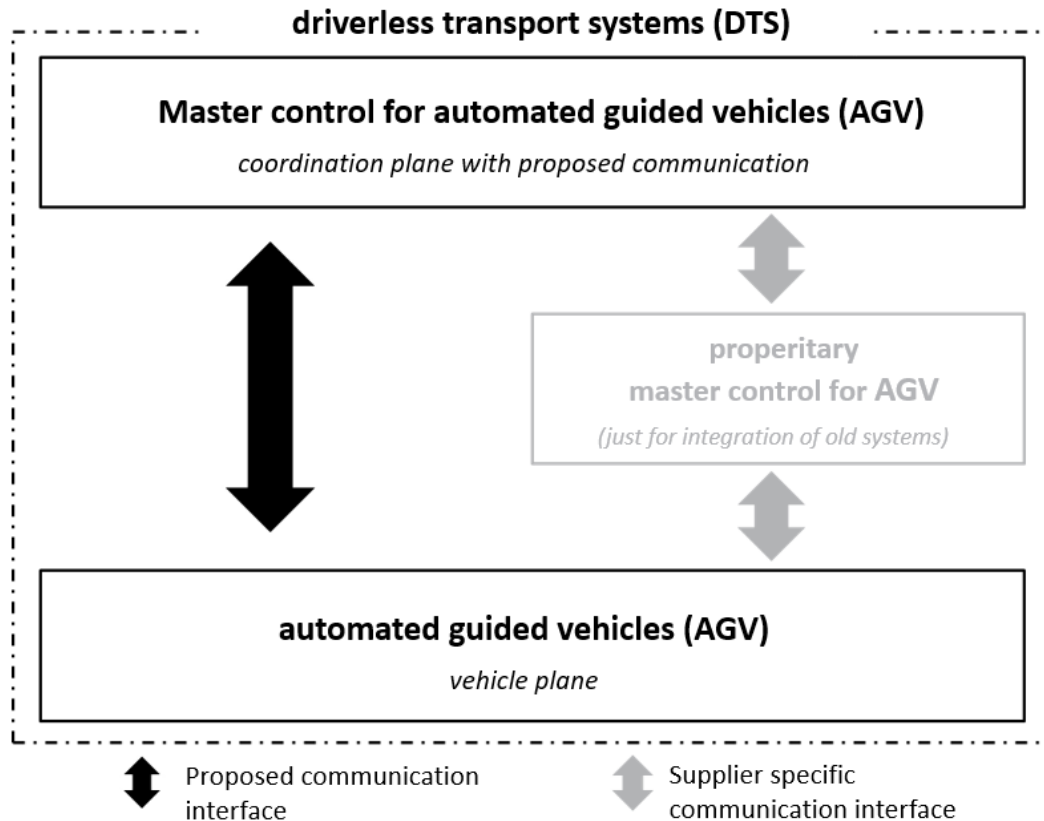 driverless transport systems (DTS)
Master control for automated guided vehicles (AGV)
coordination plane with proposed communication
properitary
master control for AGV
(just for integration of old systems)
automated guided vehicles (AGV)
vehicle plane
Proposed communication
interface
Supplier specific
communication interface